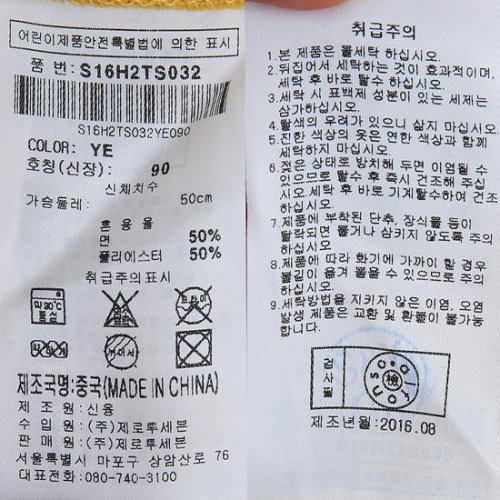 어린이제품안전특별법에 의한 표시
품 번: S16H2TS032
S16H2TS032YE090
COLOR: YE
호칭(신장): 90
신체치수
가슴둘레: 50cm
혼용율
면 50%
폴리에스터 50%
취급주의표시
약 30℃
중성
드라이
제조국명:중국(MADE IN CHINA)
제 조 원 : 신융
수 입 원 : (주)제로투세븐
판 매 원 : (주)제로투세븐
서울특별시 마포구 상암산로 76
대표전화: 080-740-3100
취급주의
1.본 제품은 물세탁 하십시오.
2.뒤집어서 세탁하는 것이 효과적이며,
세탁 후 바로 탈수 하십시오.
3.세탁 시 표백제 성분이 있는 세제는
삼가하십시오.
4.탈색의 우려가 있으니 삶지 마십시오.
5.진한 색상의 옷은 연한 색상과 함께
세탁하지 마십시오
6.젖은 상태로 방치해 두면 이염될 수
있으므로 탈수 후 즉시 건조해 주십
시오 세탁 후 바로 기계탈수하여 건조
하십시오
7.제품에 부착된 단추, 장식물 등이
탈락되면 물거나 삼키지 않도록 주의
하십시오
8.제품에 따라 화기에 가까이 할 경우
불길이 옮겨 붙을 수 있으므로 주의
하십시오
9.세탁방법을 지키지 않은 이염, 오염
발생 제품은 교환 및 환불이 불가능
합니다.
검사필
檢
제조년월:2016.08